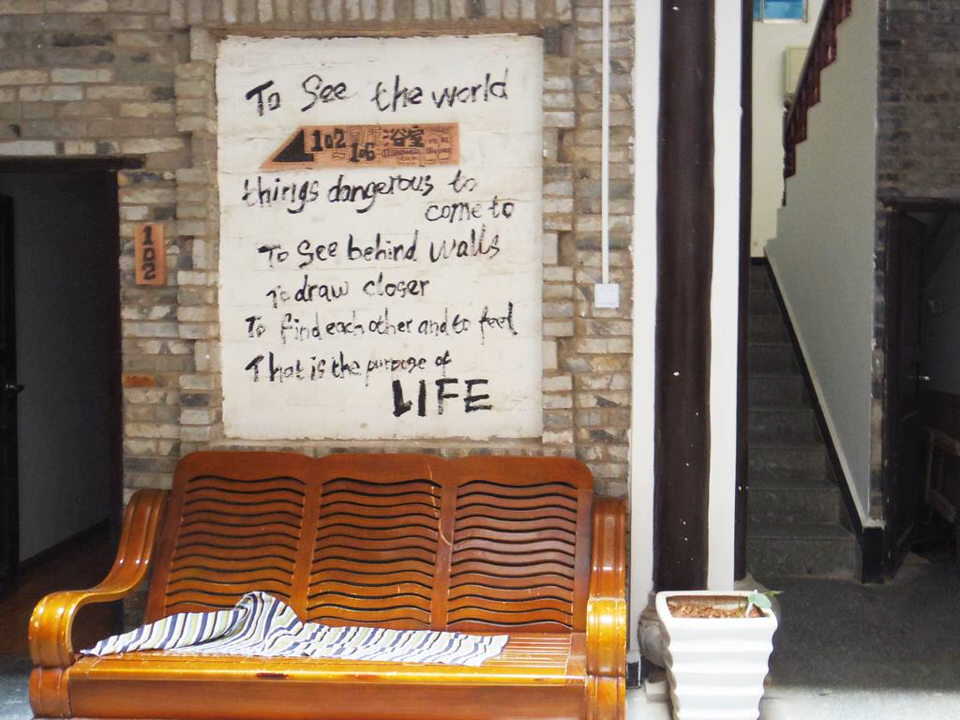 To See the world
102 浴室
~106
things dangerous to
come to
To See behind walls
To draw closer
To find each other and to feel
That is the purpose of
LIFE
102